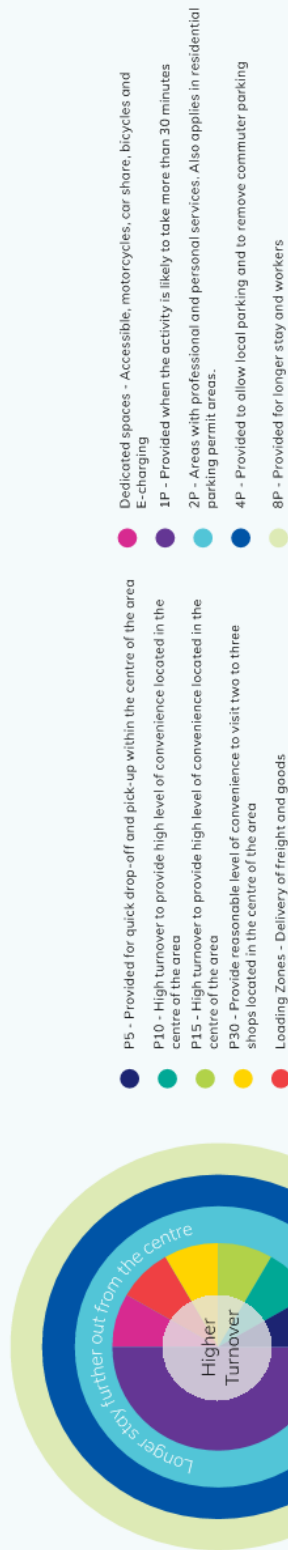 Longer stay further out from the centre
Higher
Turnover
P5 - Provided for quick drop-off and pick-up within the centre of the area
P10 - High turnover to provide high level of convenience located in the
centre of the area
P15 - High turnover to provide high level of convenience located in the
centre of the area
P30 - Provide reasonable level of convenience to visit two to three
shops located in the centre of the area
Loading Zones - Delivery of freight and goods
Dedicated spaces - Accessible, motorcycles, car share, bicycles and
E-charging
1P - Provided when the activity is likely to take more than 30 minutes
2P - Areas with professional and personal services. Also applies in residential
parking permit areas.
4P - Provided to allow local parking and to remove commuter parking
8P - Provided for longer stay and workers